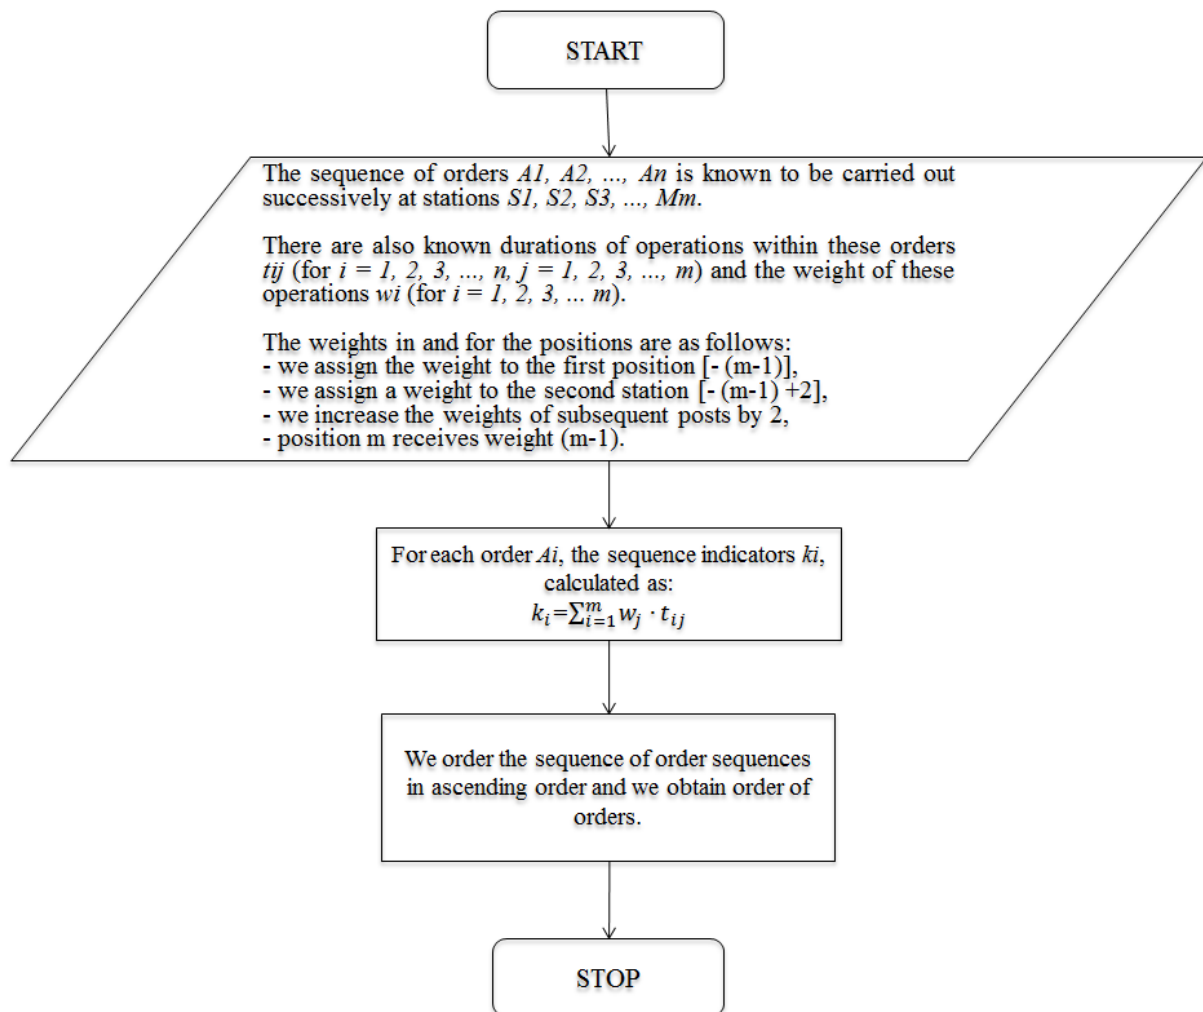 START
The sequence of orders A1, A2, ..., An is known to be carried out
successively at stations S1, S2, S3, ..., Mm.
There are also known durations of operations within these orders
tij (for i = 1, 2, 3, ..., n, j = 1, 2, 3, ..., m) and the weight of these
operations wi (for i = 1, 2, 3, ... m).
The weights in and for the positions are as follows:
- we assign the weight to the first position [- (m-1)],
- we assign a weight to the second station [- (m-1) +2],
- we increase the weights of subsequent posts by 2,
- position m receives weight (m-1).
For each order Ai, the sequence indicators ki,
calculated as:
k_i=∑_{i=1}^{m} w_j · t_{ij}
We order the sequence of order sequences
in ascending order and we obtain order of
orders.
STOP